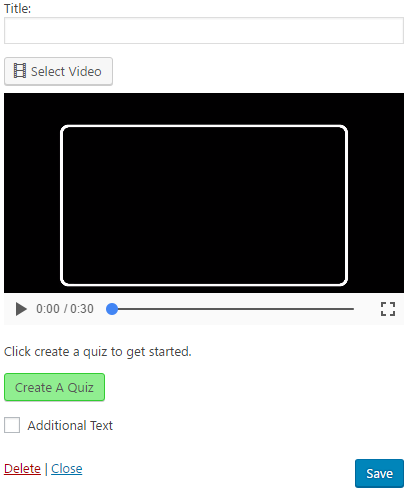 Title:
Select Video
0:00 / 0:30
Click create a quiz to get started.
Create A Quiz
Additional Text
Delete | Close
Save